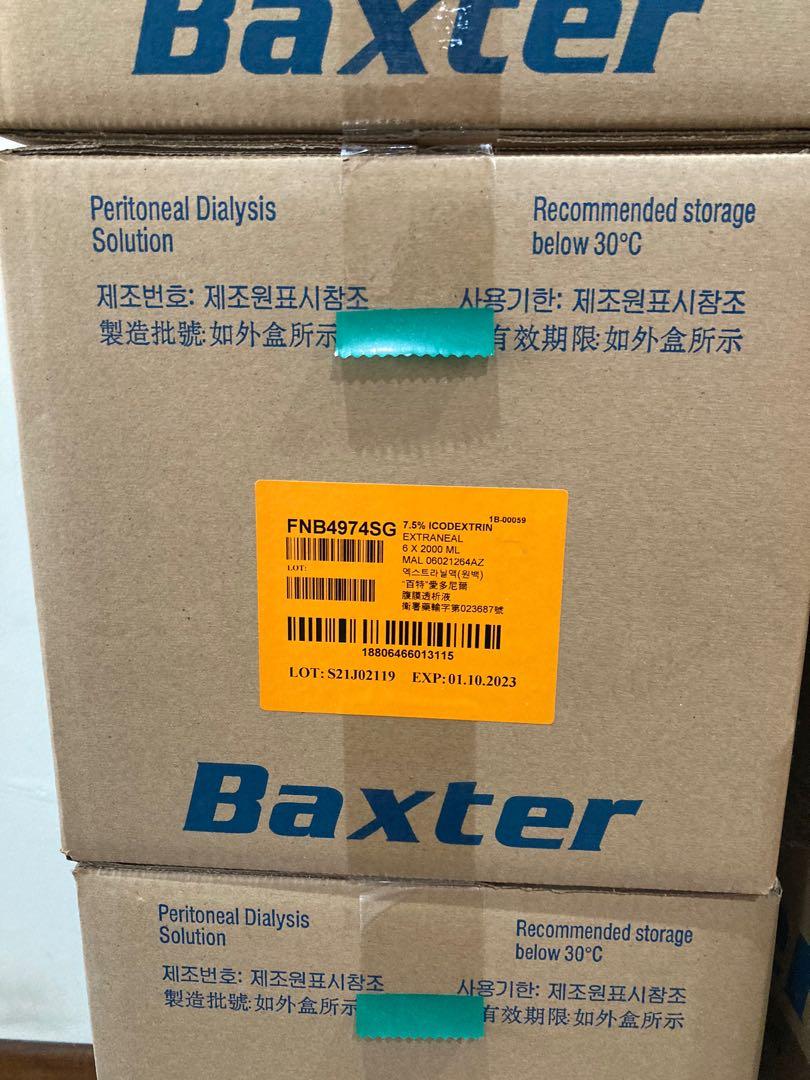 Baxter
Peritoneal Dialysis
Solution
Recommended storage
below 30°C
제조번호: 제조원표시참조
製造批號:如外盒所示
사용기한: 제조원표시참조
有效期限:如外盒所示
FNB4974SG
LOT:
7.5% ICODEXTRIN
1B-00059
EXTRANEAL
6 X 2000 ML
MAL 06021264AZ
엑스트라닐액(원백)
"百特"愛多尼爾
腹膜透析液
衛署藥輸字第023687號
18806466013115
LOT: S21J02119 EXP: 01.10.2023
Baxter
Peritoneal Dialysis
Solution
Recommended storage
below 30°C
제조번호: 제조원표시참조
製造批號:如外盒所示
사용기한: 제조원표시참조
有效期限:如外盒所示